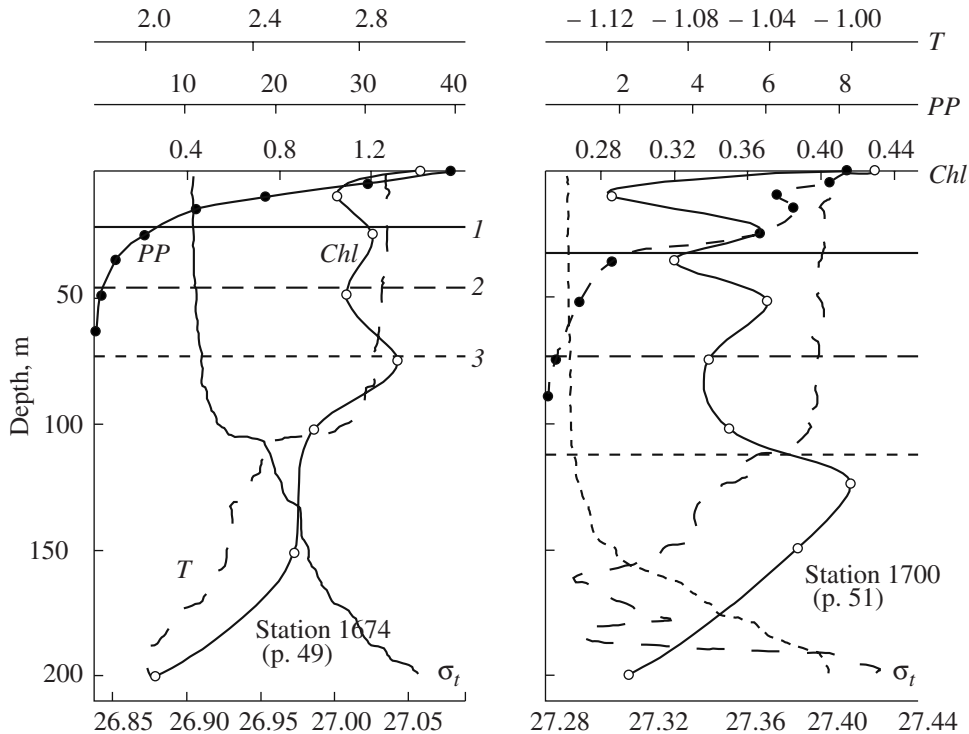 2.0 2.4 2.8 – 1.12 – 1.08 – 1.04 – 1.00
T
10 20 30 40 2 4 6 8
PP
0.4 0.8 1.2 0.28 0.32 0.36 0.40 0.44
Chl
1
PP Chl
2
50
3
Depth, m
100
150
T
Station 1674
(p. 49)
Station 1700
(p. 51)
200
σt σt
26.85 26.90 26.95 27.00 27.05 27.28 27.32 27.36 27.40 27.44